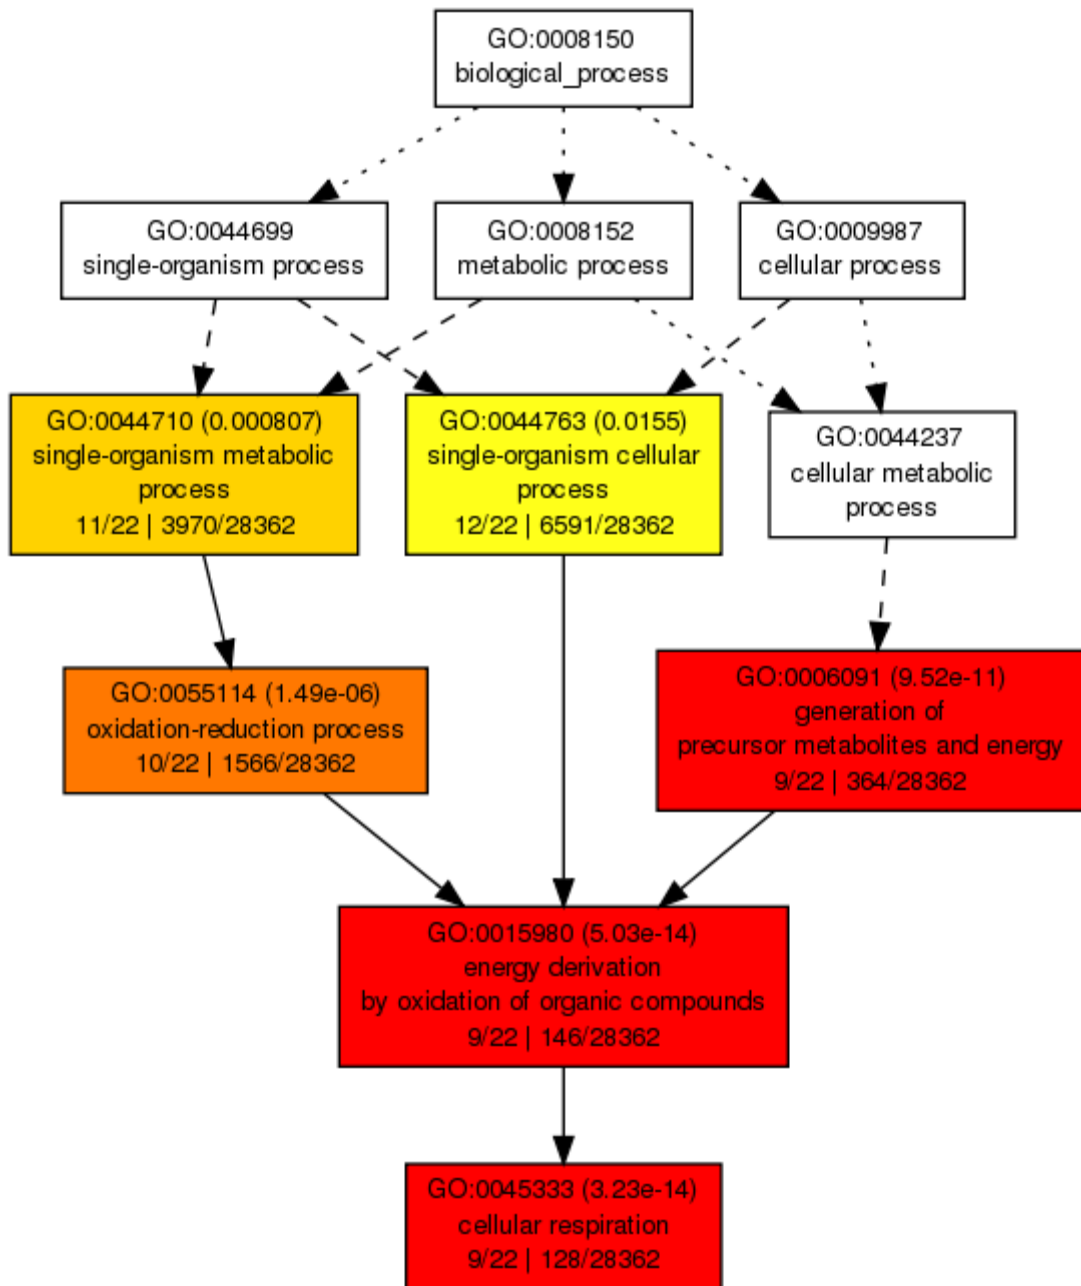 GO:0008150
biological_process
GO:0044699
single-organism process
GO:0008152
metabolic process
GO:0009987
cellular process
GO:0044710 (0.000807)
single-organism metabolic
process
11/22 | 3970/28362
GO:0044763 (0.0155)
single-organism cellular
process
12/22 | 6591/28362
GO:0044237
cellular metabolic
process
GO:0055114 (1.49e-06)
oxidation-reduction process
10/22 | 1566/28362
GO:0006091 (9.52e-11)
generation of
precursor metabolites and energy
9/22 | 364/28362
GO:0015980 (5.03e-14)
energy derivation
by oxidation of organic compounds
9/22 | 146/28362
GO:0045333 (3.23e-14)
cellular respiration
9/22 | 128/28362